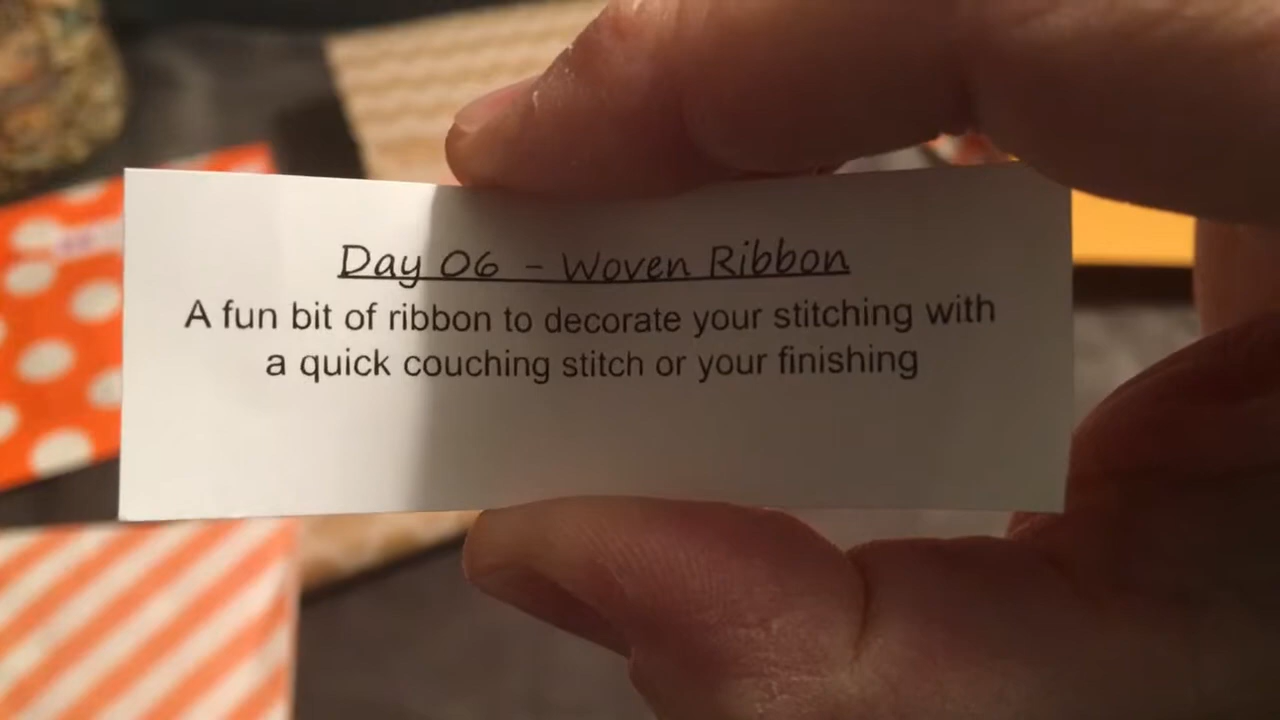 Day 06 - Woven Ribbon
A fun bit of ribbon to decorate your stitching with
a quick couching stitch or your finishing